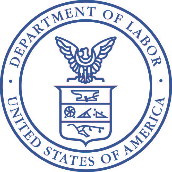 DEPARTMENT OF LABOR
UNITED STATES OF AMERICA